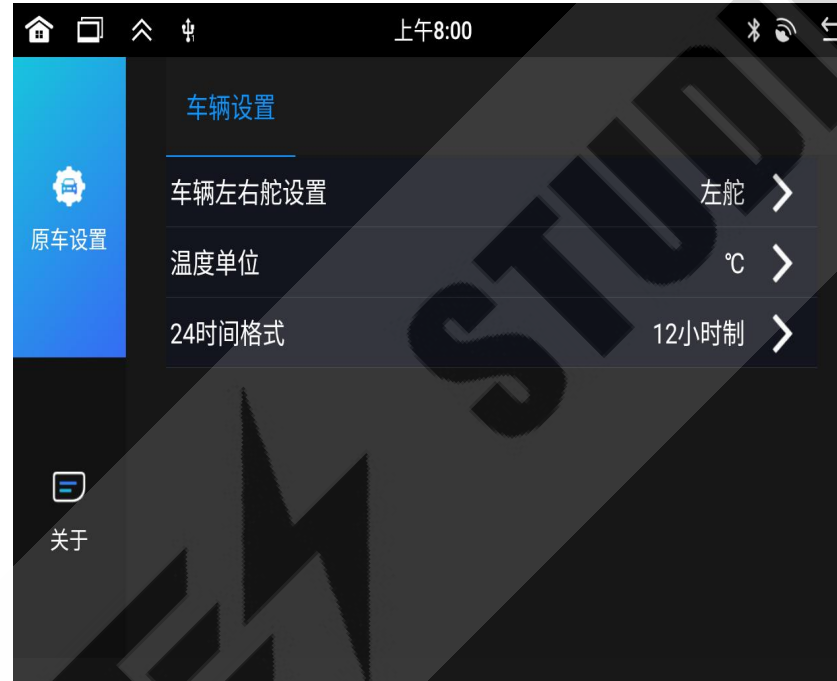 上午8:00
车辆设置
车辆左右舵设置 左舵
原车设置
温度单位 ℃
24时间格式 12小时制
关于
STUDI